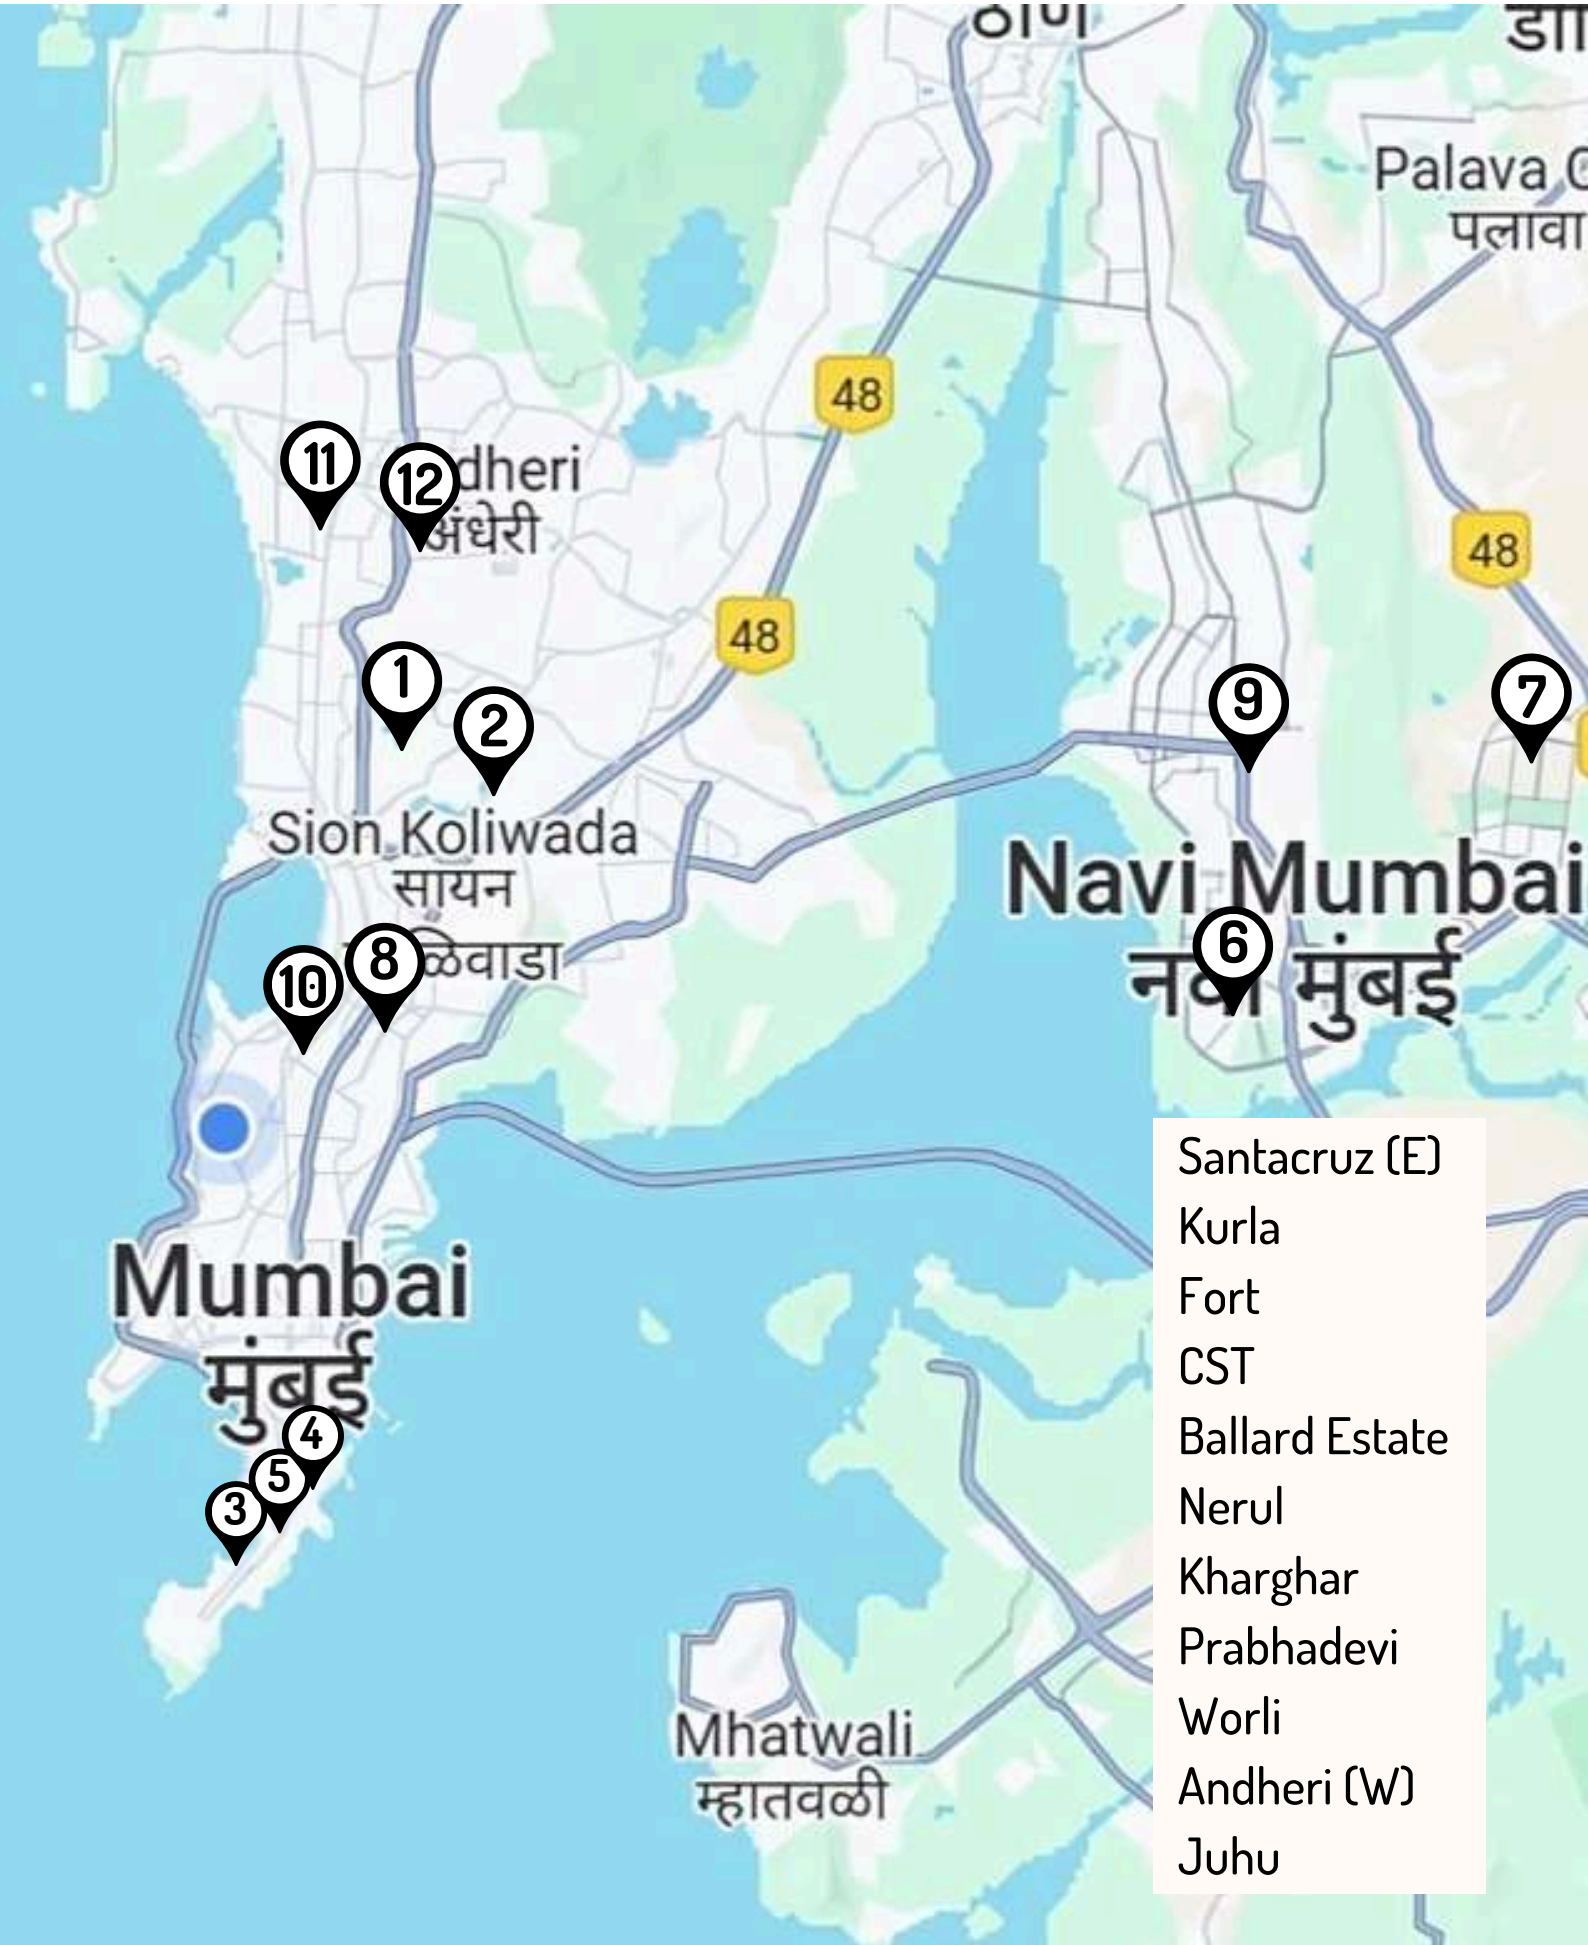 ठाणे
डों
Palava C
पलावा
48
11
12
dheri
अंधेरी
48
48
1
2
9
7
Sion Koliwada
सायन
ळिवाडा
Navi Mumbai
नवी मुंबई
6
10
8
Santacruz (E)
Kurla
Fort
CST
Ballard Estate
Nerul
Kharghar
Prabhadevi
Worli
Andheri (W)
Juhu
Mumbai
मुंबई
4
5
3
Mhatwali
म्हातवळी